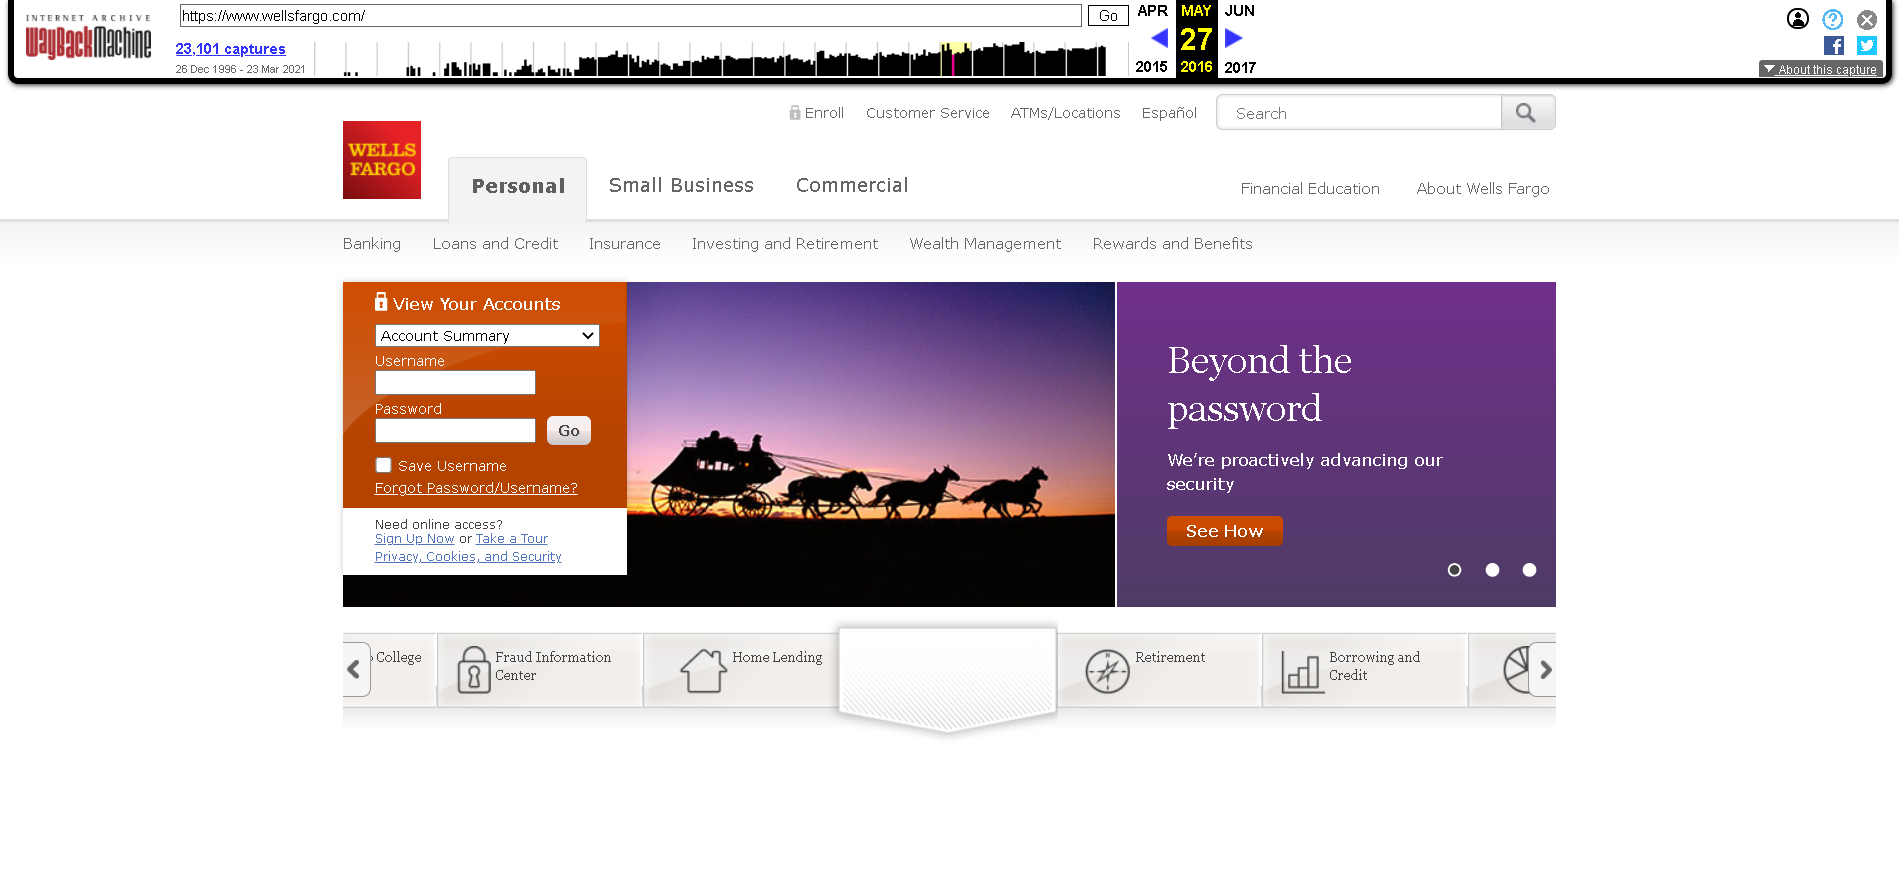 INTERNET ARCHIVE
WayBackMachine
https://www.wellsfargo.com/
Go
23,101 captures
26 Dec 1996 - 23 Mar 2021
APR MAY JUN
27
2015 2016 2017
About this capture
Enroll Customer Service ATMs/Locations Español Search
WELLS
FARGO
Personal Small Business Commercial Financial Education About Wells Fargo
Banking Loans and Credit Insurance Investing and Retirement Wealth Management Rewards and Benefits
View Your Accounts
Account Summary
Username
Password
Go
Save Username
Forgot Password/Username?
Need online access?
Sign Up Now or Take a Tour
Privacy, Cookies, and Security
Beyond the
password
We're proactively advancing our
security
See How
College
Fraud Information
Center
Home Lending
Retirement
Borrowing and
Credit